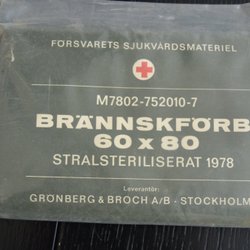 FÖRSVARETS SJUKVÅRDSMATERIEL
M7802-752010-7
BRÄNNSKFÖRB
60 x 80
STRALSTERILISERAT 1978
Leverantör:
GRÖNBERG & BROCH A/B - STOCKHOLM